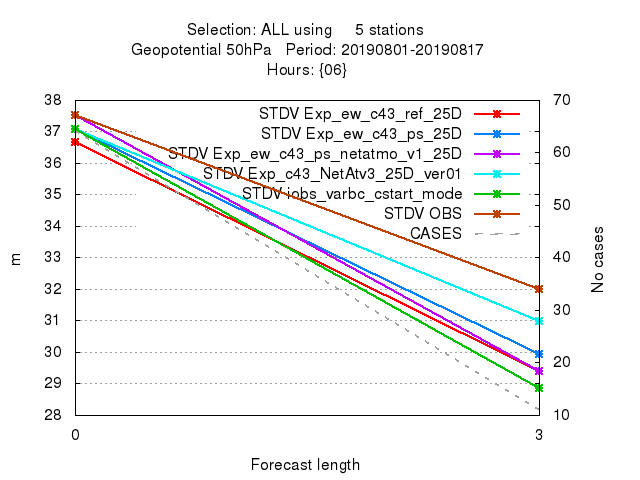 Selection: ALL using 5 stations
Geopotential 50hPa Period: 20190801-20190817
Hours: {06}
38
37
36
35
34
33
32
31
30
29
28
70
60
50
40
30
20
10
STDV Exp_ew_c43_ref_25D
STDV Exp_ew_c43_ps_25D
STDV Exp_ew_c43_ps_netatmo_v1_25D
STDV Exp_c43_NetAtv3_25D_ver01
STDV iobs_varbc_cstart_mode
STDV OBS
CASES
m
No cases
0
3
Forecast length